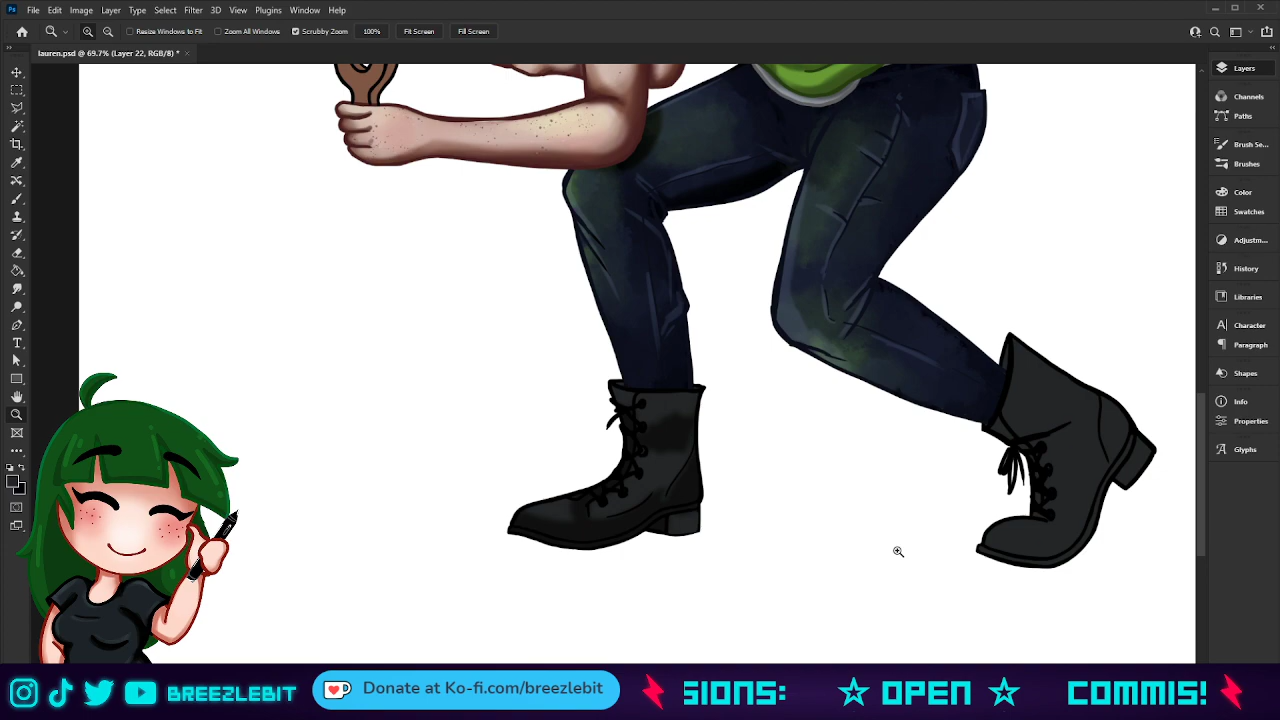 Ps File Edit Image Layer Type Select Filter 3D View Plugins Window Help
Resize Windows to Fit Zoom All Windows Scrubby Zoom 100% Fit Screen Fill Screen
lauren.psd @ 69.7% (Layer 22, RGB/8) * ×
Layers
Channels
Paths
Brush Se...
Brushes
Color
Swatches
Adjustm...
History
Libraries
Character
Paragraph
Shapes
Info
Properties
Glyphs
BREEZLEBIT Donate at Ko-fi.com/breezlebit SIONS: OPEN COMMIS!